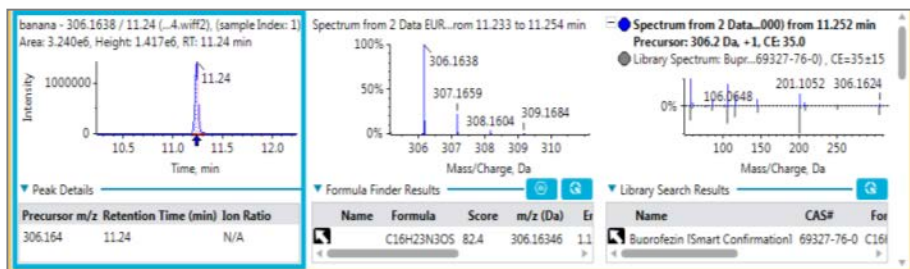 banana - 306.1638 / 11.24 (...4.wiff2), (sample Index: 1)
Area: 3.240e6, Height: 1.417e6, RT: 11.24 min
Intensity
1000000
0
11.24
10.5 11.0 11.5 12.0
Time, min
Peak Details
Precursor m/z Retention Time (min) Ion Ratio
306.164 11.24 N/A
Spectrum from 2 Data EUR...rom 11.233 to 11.254 min
100%
50%
0%
306.1638
307.1659
308.1604
309.1684
306 307 308 309 310
Mass/Charge, Da
Formula Finder Results
Name Formula Score m/z (Da) Er
C16H23N3OS 82.4 306.16346 1.1
Spectrum from 2 Data...000) from 11.252 min
Precursor: 306.2 Da, +1, CE: 35.0
Library Spectrum: Bupr...69327-76-0) , CE=35±15
0%
106.0648
201.1052
306.1624
100 150 200 250
Mass/Charge, Da
Library Search Results
Name CAS# For
Buprofezin [Smart Confirmation] 69327-76-0 C16H